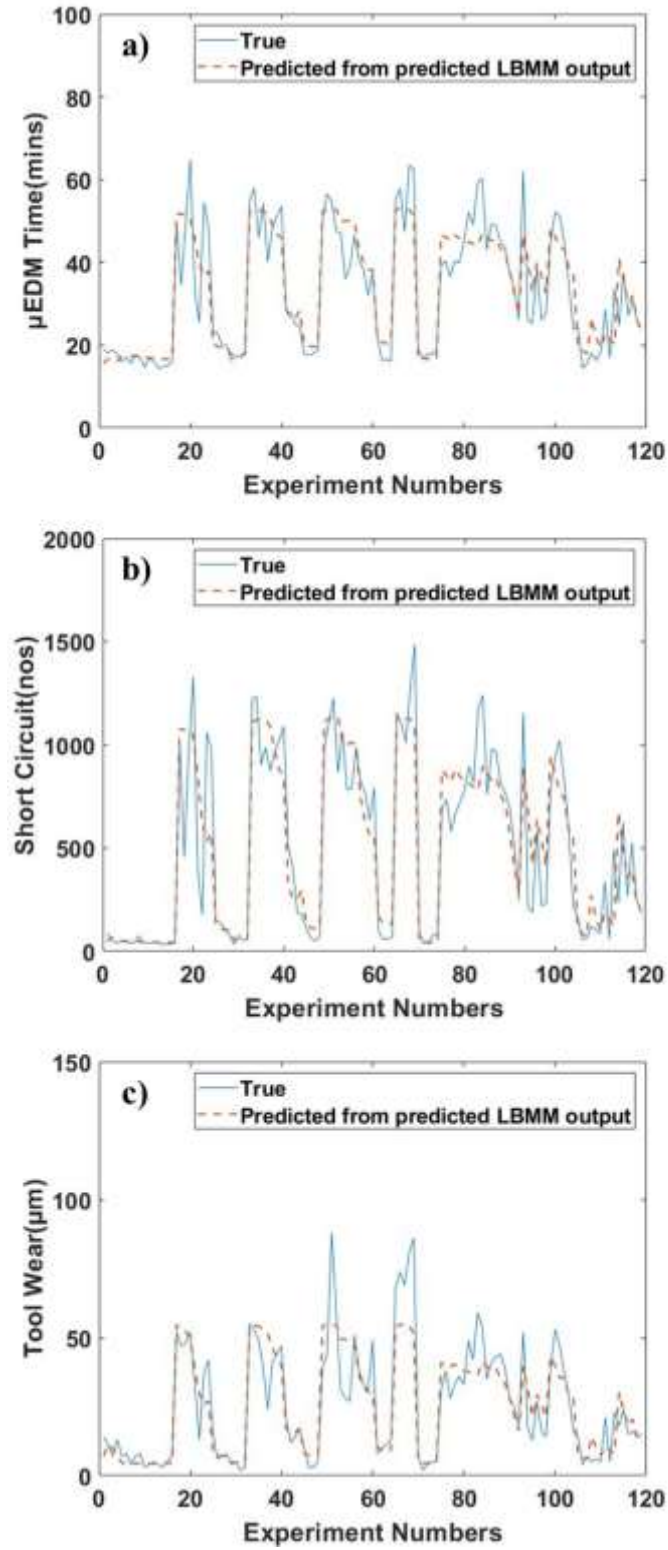 a)
True
Predicted from predicted LBMM output
100
80
60
40
20
0
μEDM Time(mins)
0 20 40 60 80 100 120
Experiment Numbers
b)
True
Predicted from predicted LBMM output
2000
1500
1000
500
0
Short Circuit(nos)
0 20 40 60 80 100 120
Experiment Numbers
c)
True
Predicted from predicted LBMM output
150
100
50
0
Tool Wear(μm)
0 20 40 60 80 100 120
Experiment Numbers